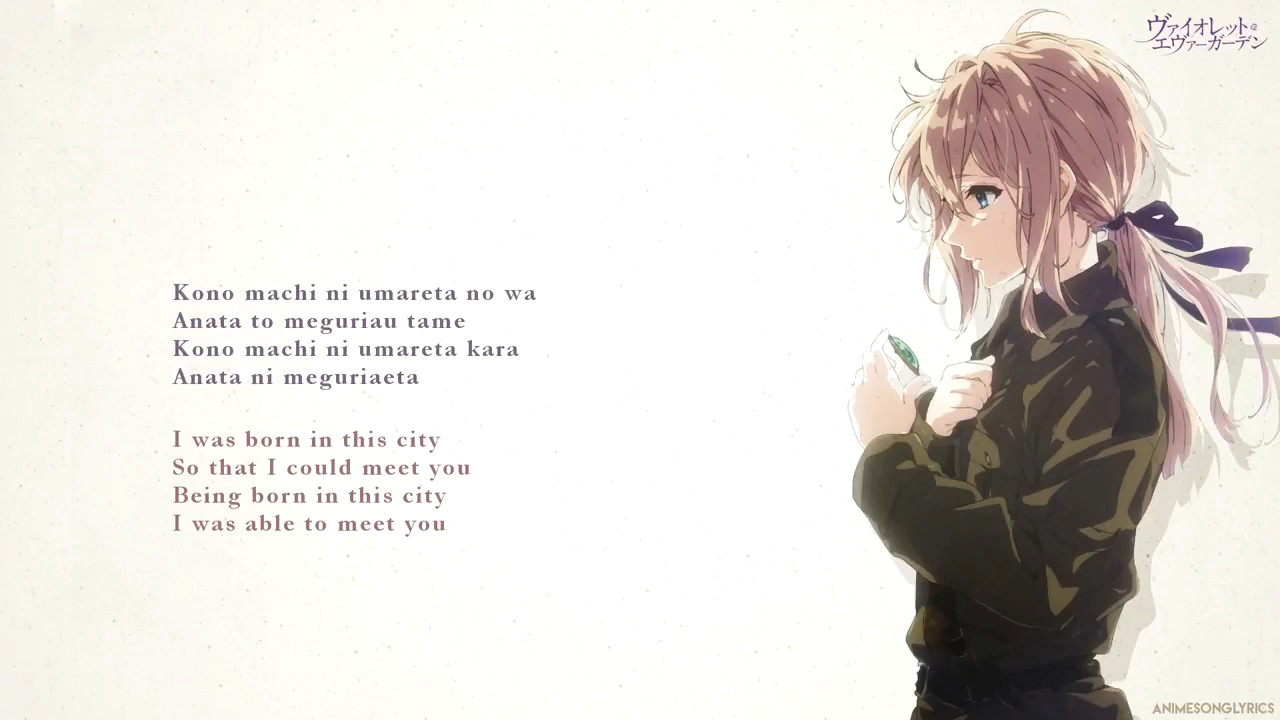 ヴァイオレット・
エヴァーガーデン
Kono machi ni umareta no wa
Anata to meguriau tame
Kono machi ni umareta kara
Anata ni meguriaeta
I was born in this city
So that I could meet you
Being born in this city
I was able to meet you
ANIMESONGLYRICS